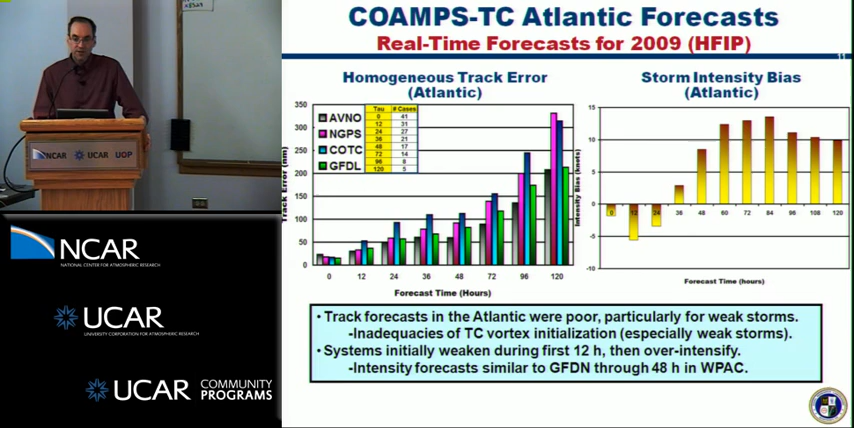 COAMPS-TC Atlantic Forecasts
Real-Time Forecasts for 2009 (HFIP)
11
Homogeneous Track Error
(Atlantic)
350
300
250
200
150
100
50
0
Track Error (nm)
AVNO
NGPS
COTC
GFDL
Tau # Cases
0 41
12 31
24 27
36 21
48 17
72 14
96 8
120 5
0 12 24 36 48 72 96 120
Forecast Time (Hours)
Storm Intensity Bias
(Atlantic)
15
10
5
0
-5
-10
Intensity Bias (knots)
0 12 24 36 48 60 72 84 96 108 120
Forecast Time (hours)
• Track forecasts in the Atlantic were poor, particularly for weak storms.
-Inadequacies of TC vortex initialization (especially weak storms).
• Systems initially weaken during first 12 h, then over-intensify.
-Intensity forecasts similar to GFDN through 48 h in WPAC.
NCAR UCAR UOP
NCAR
NATIONAL CENTER FOR ATMOSPHERIC RESEARCH
UCAR
UNIVERSITY CORPORATION FOR ATMOSPHERIC RESEARCH
UCAR COMMUNITY
PROGRAMS